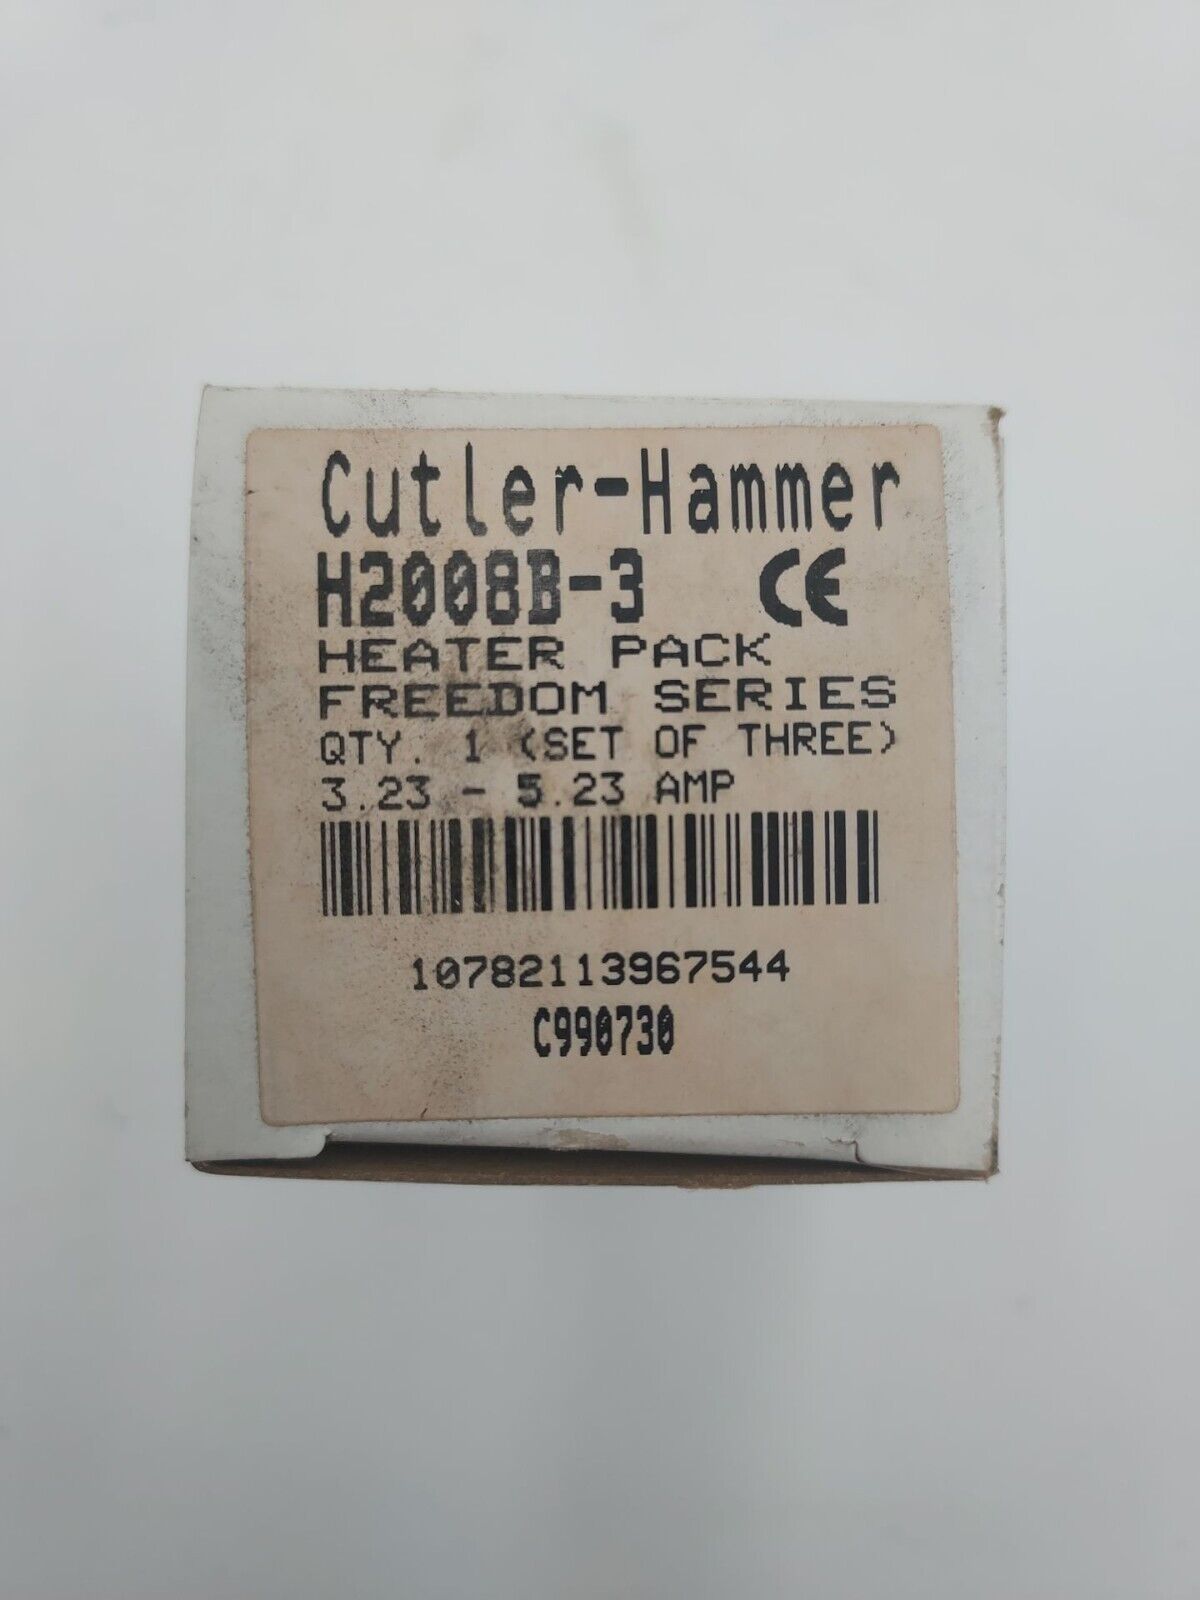 Cutler-Hammer
H2008B-3 CE
HEATER PACK
FREEDOM SERIES
QTY. 1 (SET OF THREE)
3.23 - 5.23 AMP
10782113967544
C990730